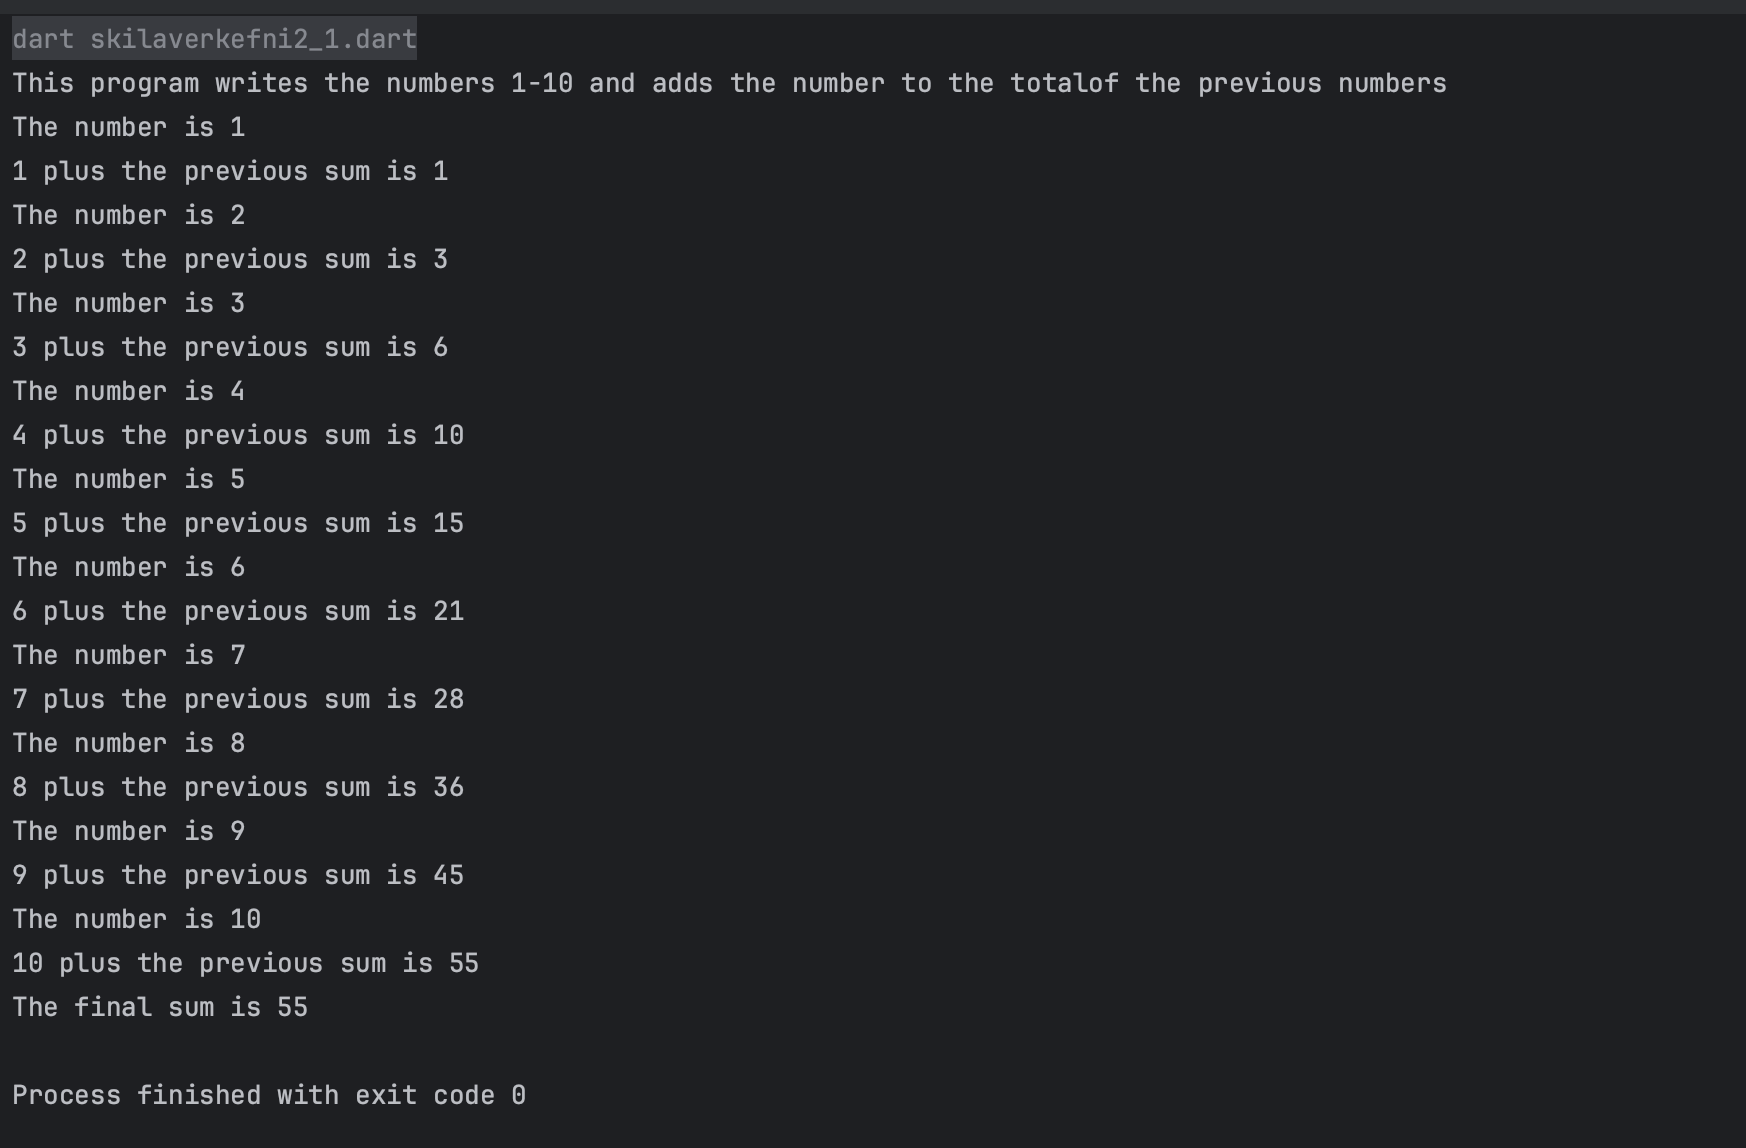 dart skilaverkefni2_1.dart
This program writes the numbers 1-10 and adds the number to the totalof the previous numbers
The number is 1
1 plus the previous sum is 1
The number is 2
2 plus the previous sum is 3
The number is 3
3 plus the previous sum is 6
The number is 4
4 plus the previous sum is 10
The number is 5
5 plus the previous sum is 15
The number is 6
6 plus the previous sum is 21
The number is 7
7 plus the previous sum is 28
The number is 8
8 plus the previous sum is 36
The number is 9
9 plus the previous sum is 45
The number is 10
10 plus the previous sum is 55
The final sum is 55
Process finished with exit code 0